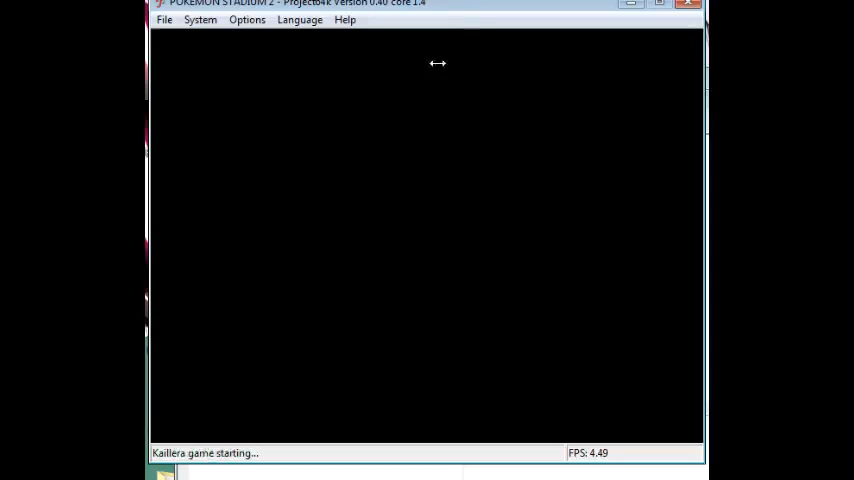 POKEMON STADIUM 2 - Project64k Version 0.40 core 1.4
File System Options Language Help
Kaillera game starting... FPS: 4.49